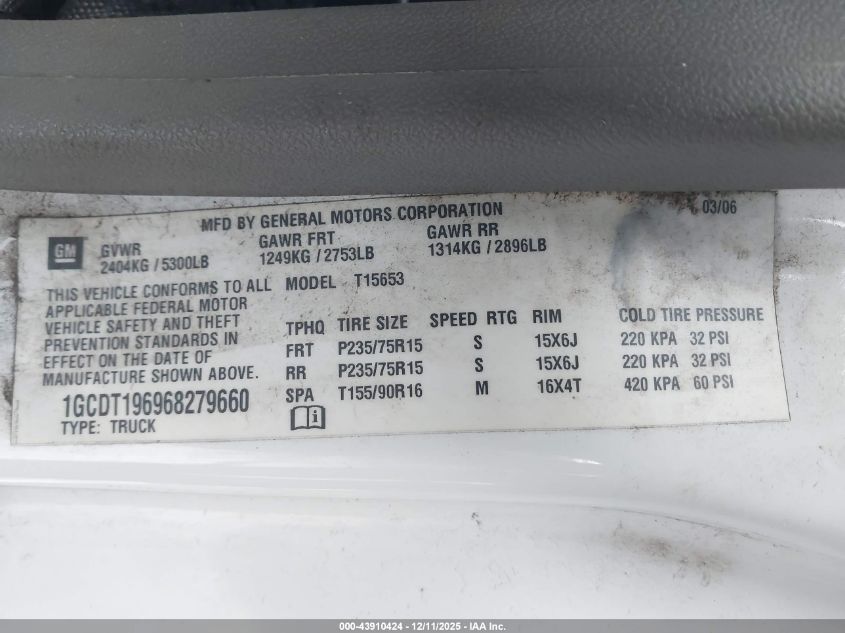 MFD BY GENERAL MOTORS CORPORATION 03/06
GM
GVWR GAWR FRT GAWR RR
2404KG / 5300LB 1249KG / 2753LB 1314KG / 2896LB
THIS VEHICLE CONFORMS TO ALL
APPLICABLE FEDERAL MOTOR
VEHICLE SAFETY AND THEFT
PREVENTION STANDARDS IN
EFFECT ON THE DATE OF
MANUFACTURE SHOWN ABOVE.
1GCDT196968279660
TYPE: TRUCK
MODEL T15653
TPHQ TIRE SIZE SPEED RTG RIM COLD TIRE PRESSURE
FRT P235/75R15 S 15X6J 220 KPA 32 PSI
RR P235/75R15 S 15X6J 220 KPA 32 PSI
SPA T155/90R16 M 16X4T 420 KPA 60 PSI
i
000-43910424 - 12/11/2025 - IAA Inc.